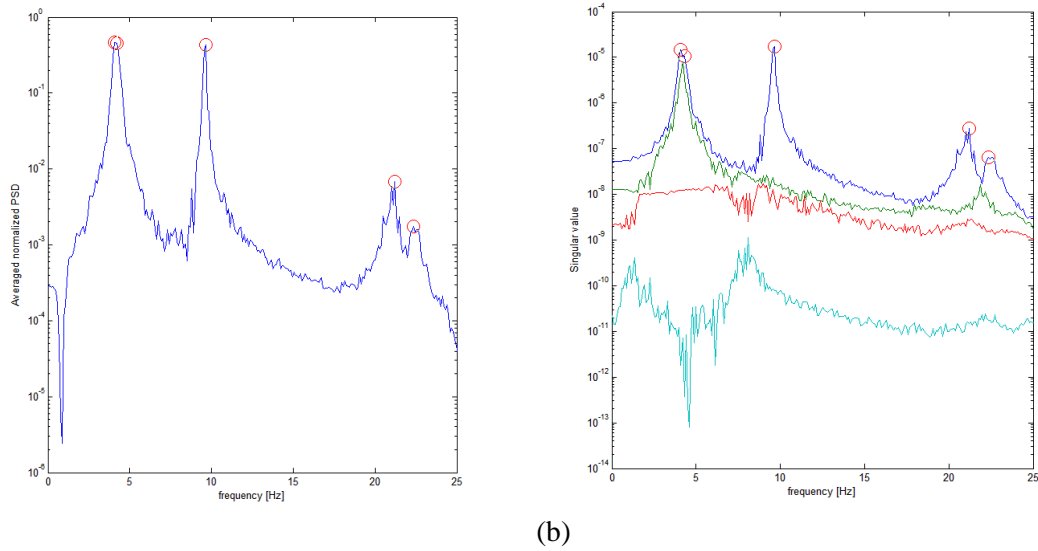 Averaged normalized PSD
10^0
10^-1
10^-2
10^-3
10^-4
10^-5
10^-6
0 5 10 15 20 25
frequency [Hz]
Singular value
10^-4
10^-5
10^-6
10^-7
10^-8
10^-9
10^-10
10^-11
10^-12
10^-13
10^-14
0 5 10 15 20 25
frequency [Hz]
(b)